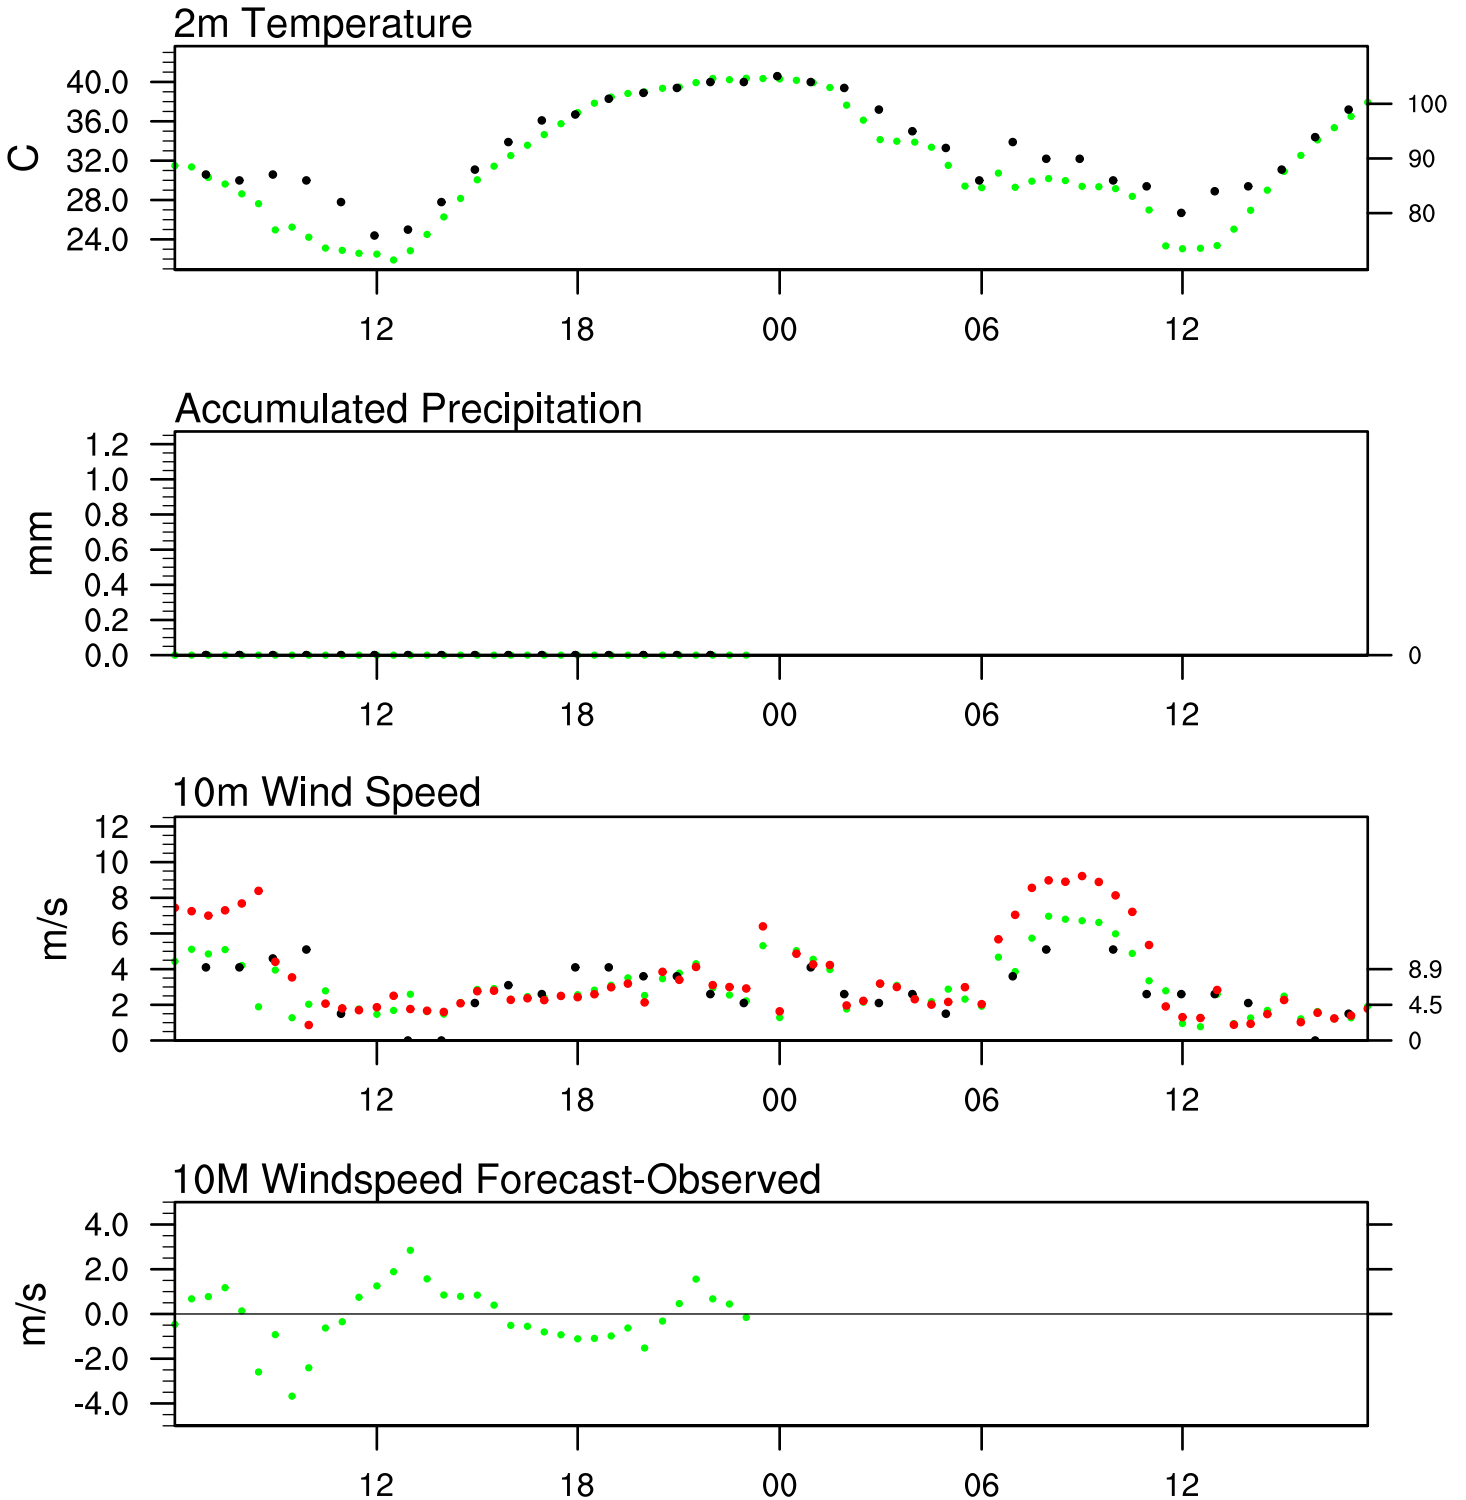 2m Temperature
C
40.0
36.0
32.0
28.0
24.0
100
90
80
12 18 00 06 12
Accumulated Precipitation
mm
1.2
1.0
0.8
0.6
0.4
0.2
0.0
0
12 18 00 06 12
10m Wind Speed
m/s
12
10
8
6
4
2
0
8.9
4.5
0
12 18 00 06 12
10M Windspeed Forecast-Observed
m/s
4.0
2.0
0.0
-2.0
-4.0
12 18 00 06 12